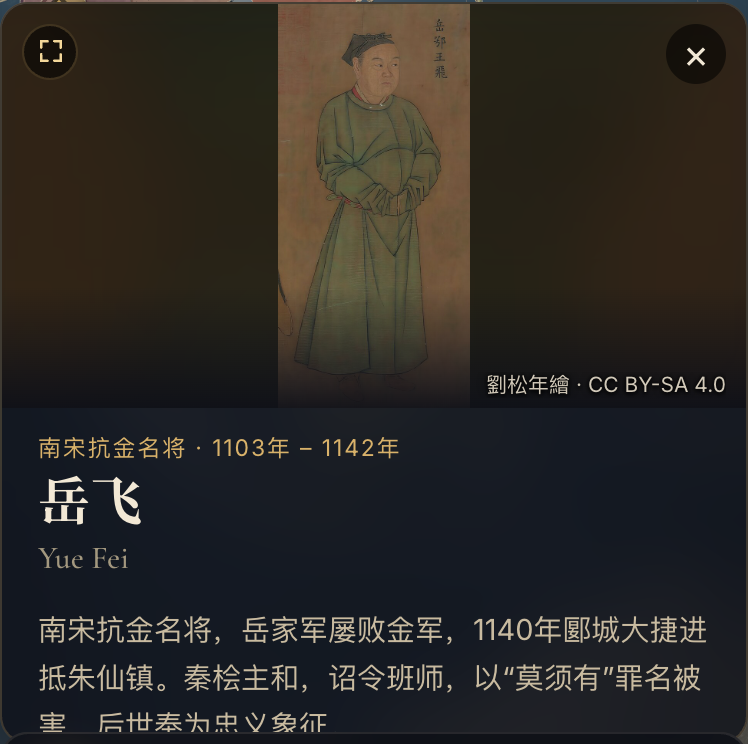 岳鄂王飛
劉松年繪 · CC BY-SA 4.0
南宋抗金名将 · 1103年 – 1142年
岳飞
Yue Fei
南宋抗金名将，岳家军屡败金军，1140年郾城大捷进
抵朱仙镇。秦桧主和，诏令班师，以“莫须有”罪名被
害，后世奉为忠义象征